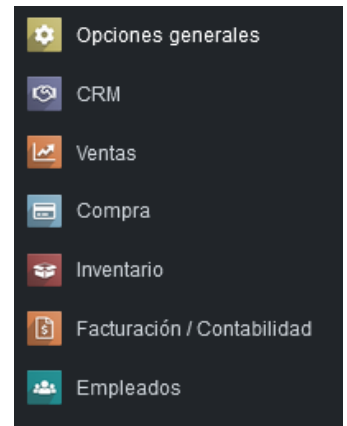 Opciones generales
CRM
Ventas
Compra
Inventario
Facturación / Contabilidad
Empleados